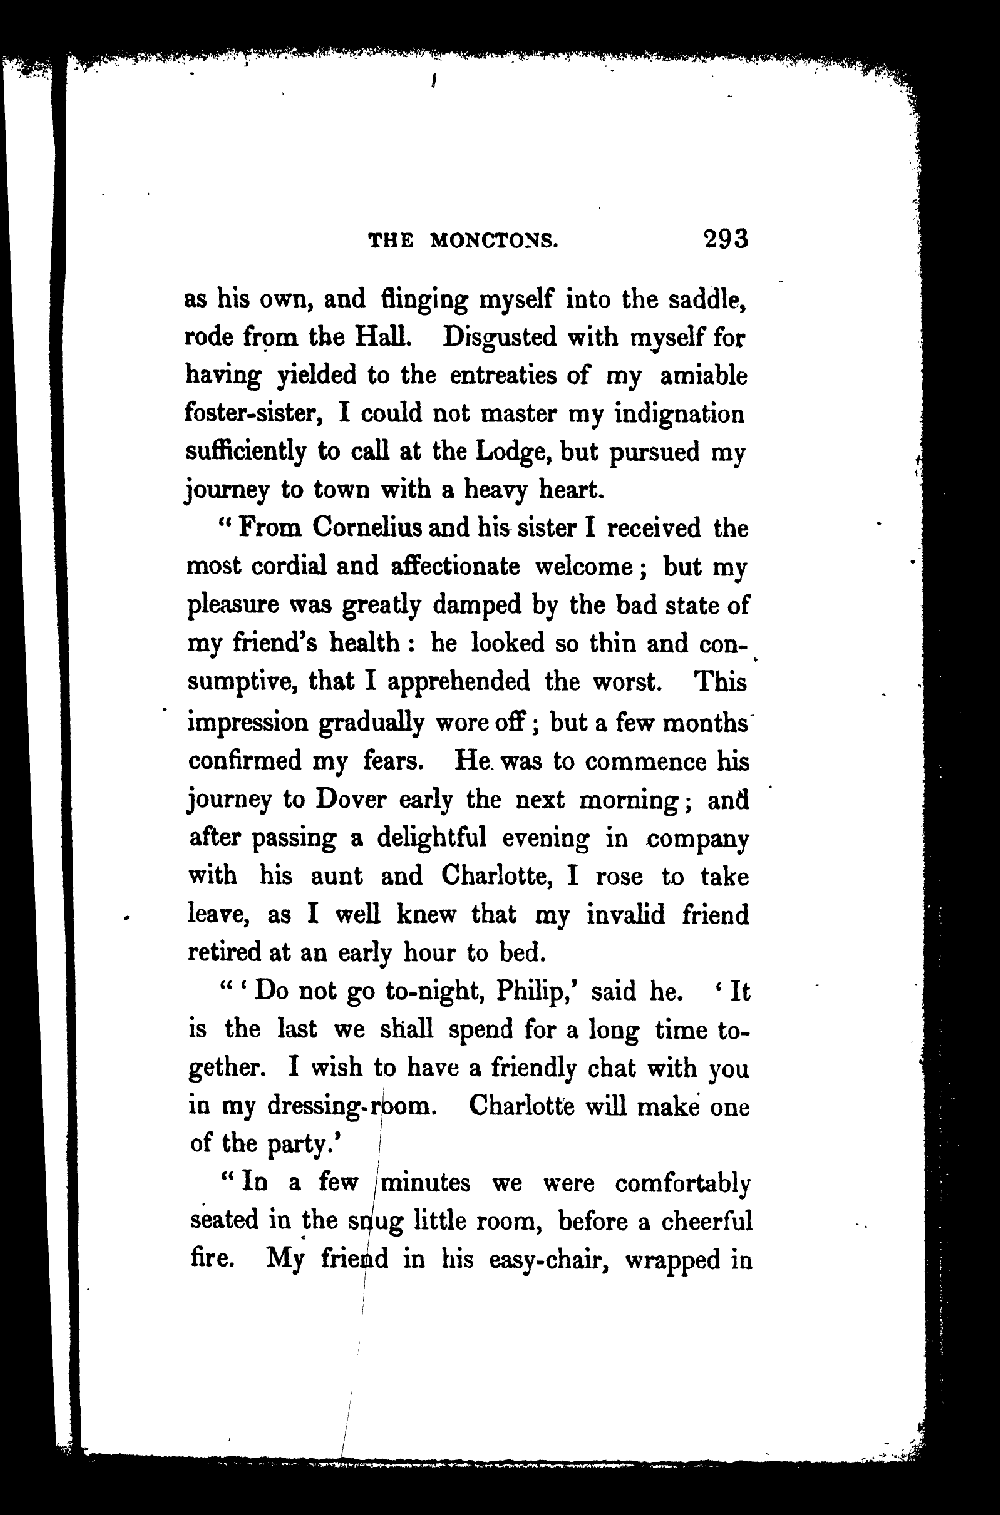 THE MONCTONS. 293
as his own, and flinging myself into the saddle,
rode from the Hall. Disgusted with myself for
having yielded to the entreaties of my amiable
foster-sister, I could not master my indignation
sufficiently to call at the Lodge, but pursued my
journey to town with a heavy heart.
“ From Cornelius and his sister I received the
most cordial and affectionate welcome ; but my
pleasure was greatly damped by the bad state of
my friend’s health : he looked so thin and con-
sumptive, that I apprehended the worst. This
impression gradually wore off ; but a few months
confirmed my fears. He was to commence his
journey to Dover early the next morning ; and
after passing a delightful evening in company
with his aunt and Charlotte, I rose to take
leave, as I well knew that my invalid friend
retired at an early hour to bed.
“ ‘ Do not go to-night, Philip,’ said he. ‘ It
is the last we shall spend for a long time to-
gether. I wish to have a friendly chat with you
in my dressing-room. Charlotte will make one
of the party.’
“ In a few minutes we were comfortably
seated in the snug little room, before a cheerful
fire. My friend in his easy-chair, wrapped in